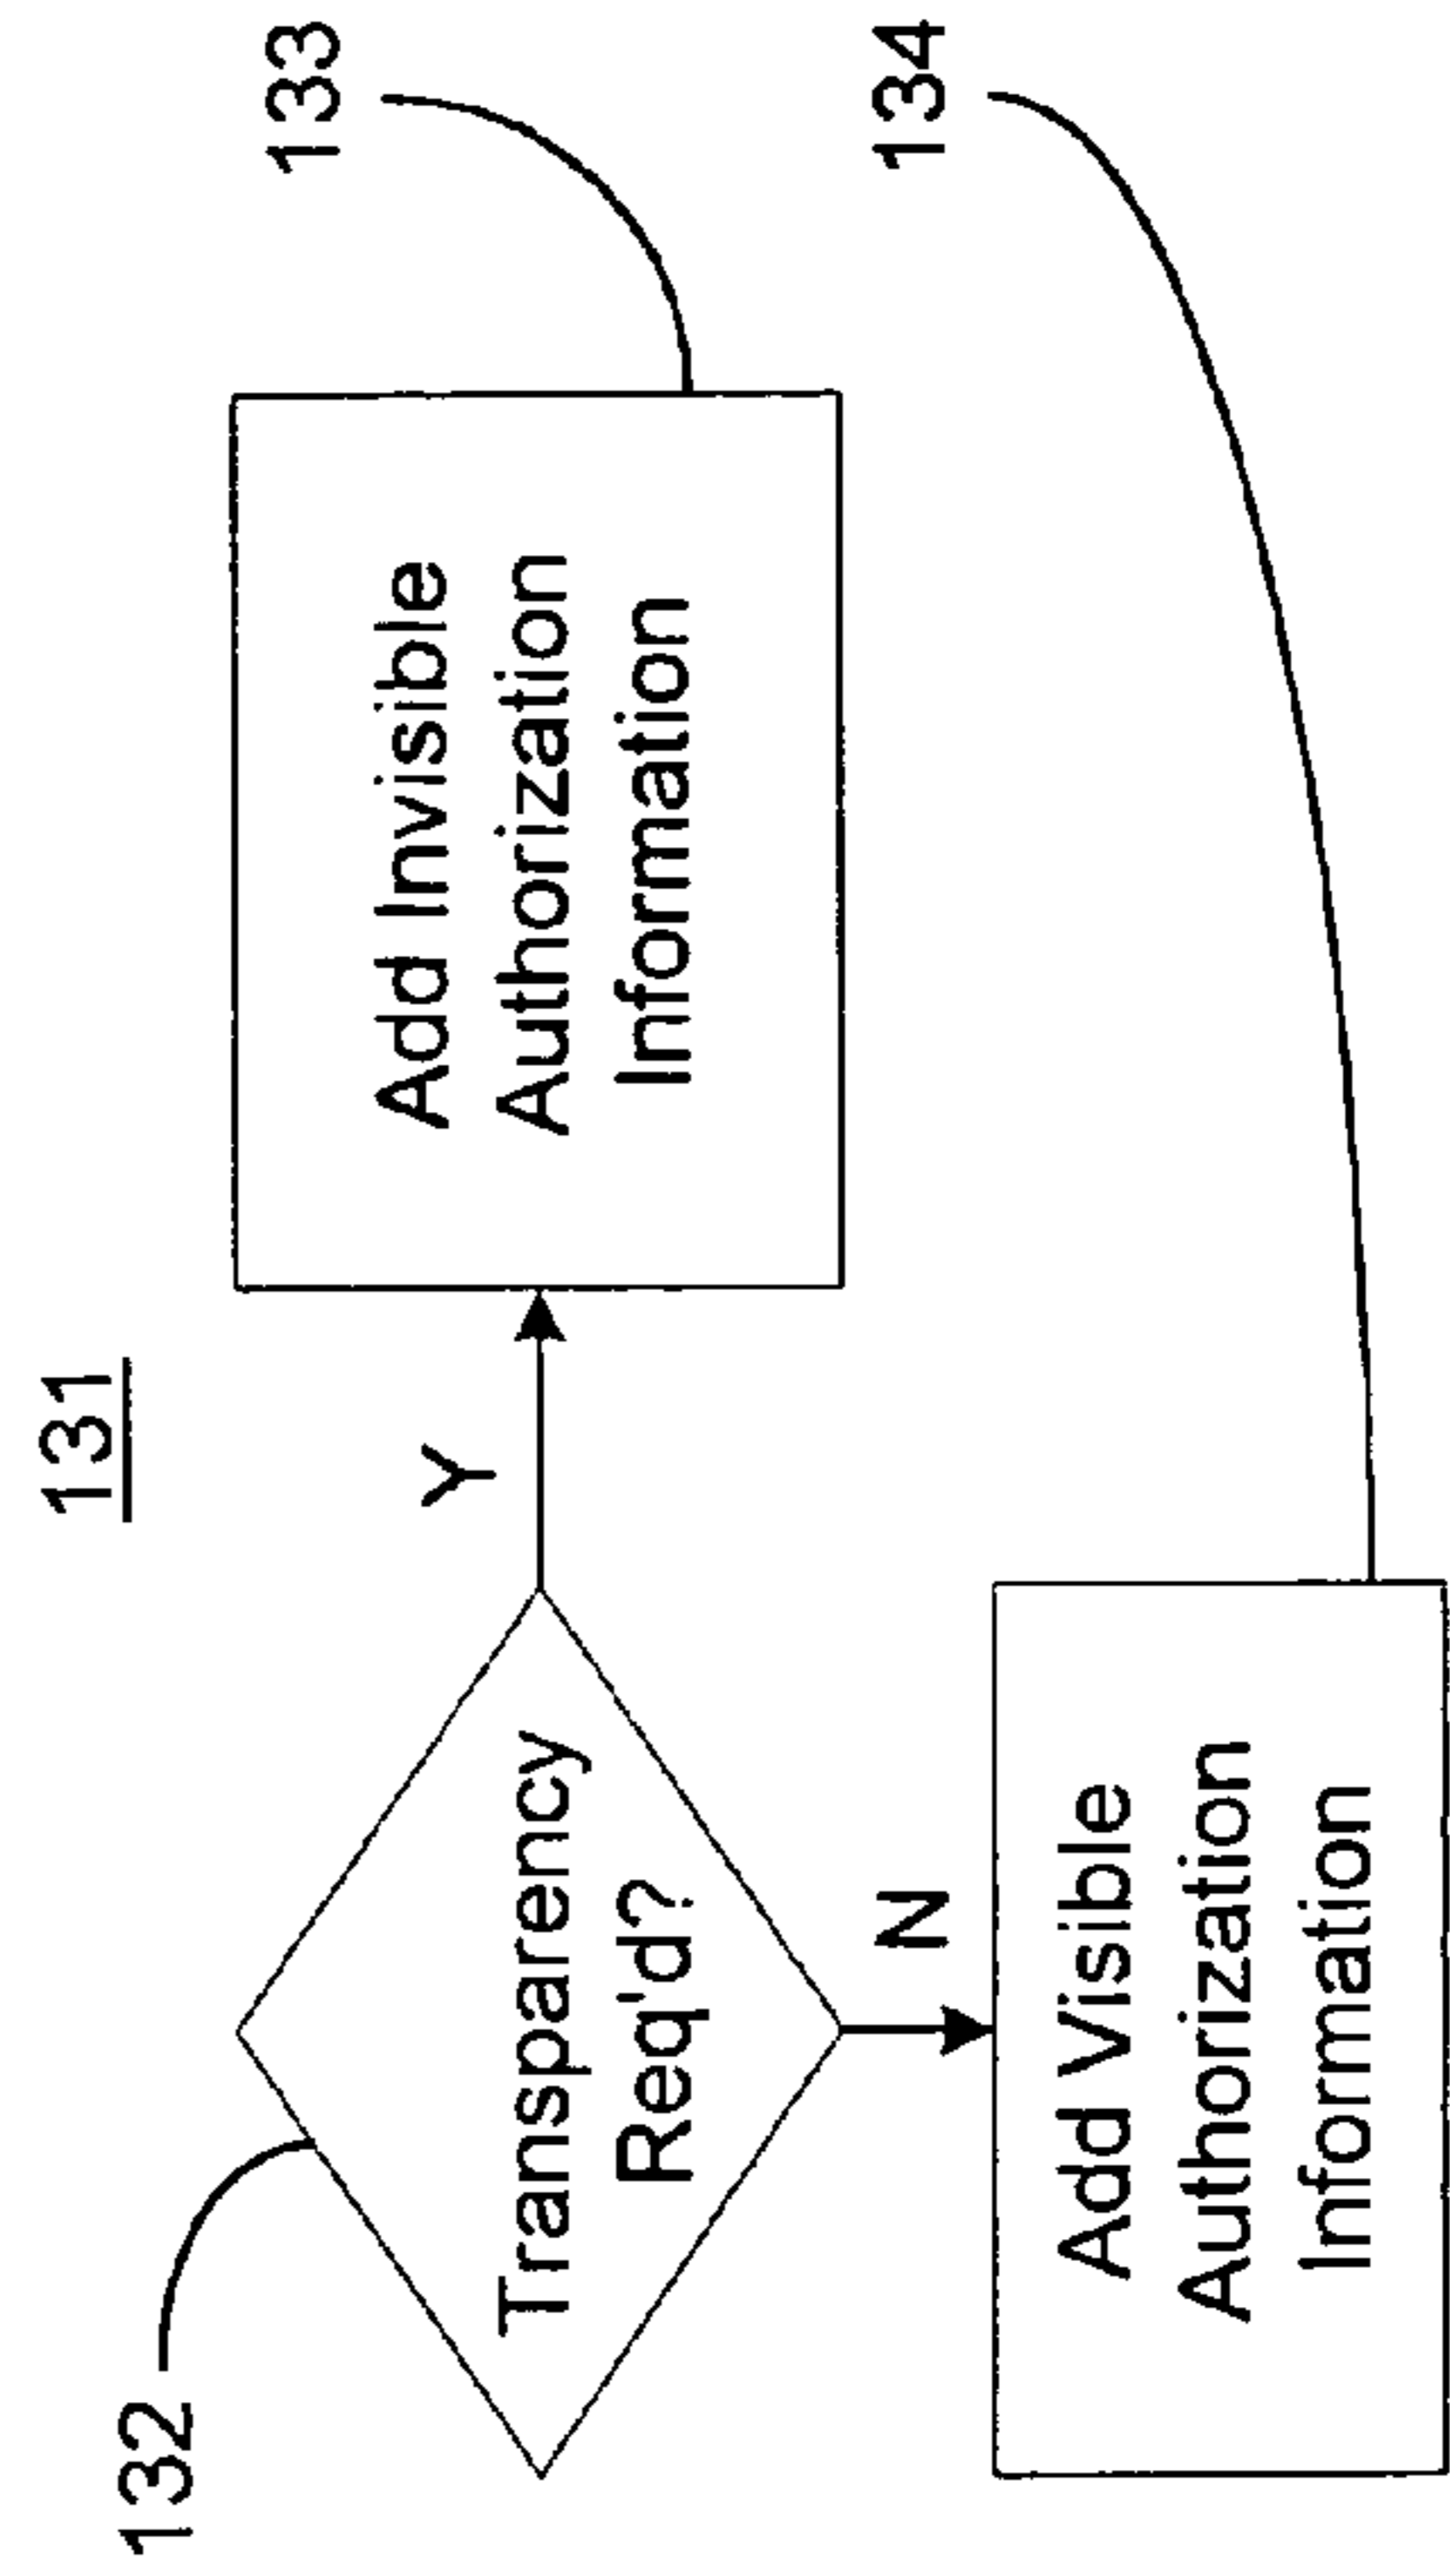 131
132
Transparency
Req'd?
Y
Add Invisible
Authorization
Information
133
N
Add Visible
Authorization
Information
134